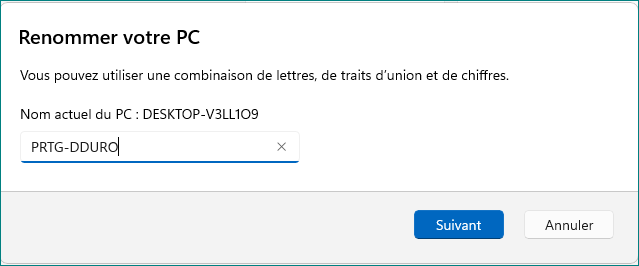 Renommer votre PC
Vous pouvez utiliser une combinaison de lettres, de traits d'union et de chiffres.
Nom actuel du PC : DESKTOP-V3LL1O9
PRTG-DDURO
Suivant
Annuler